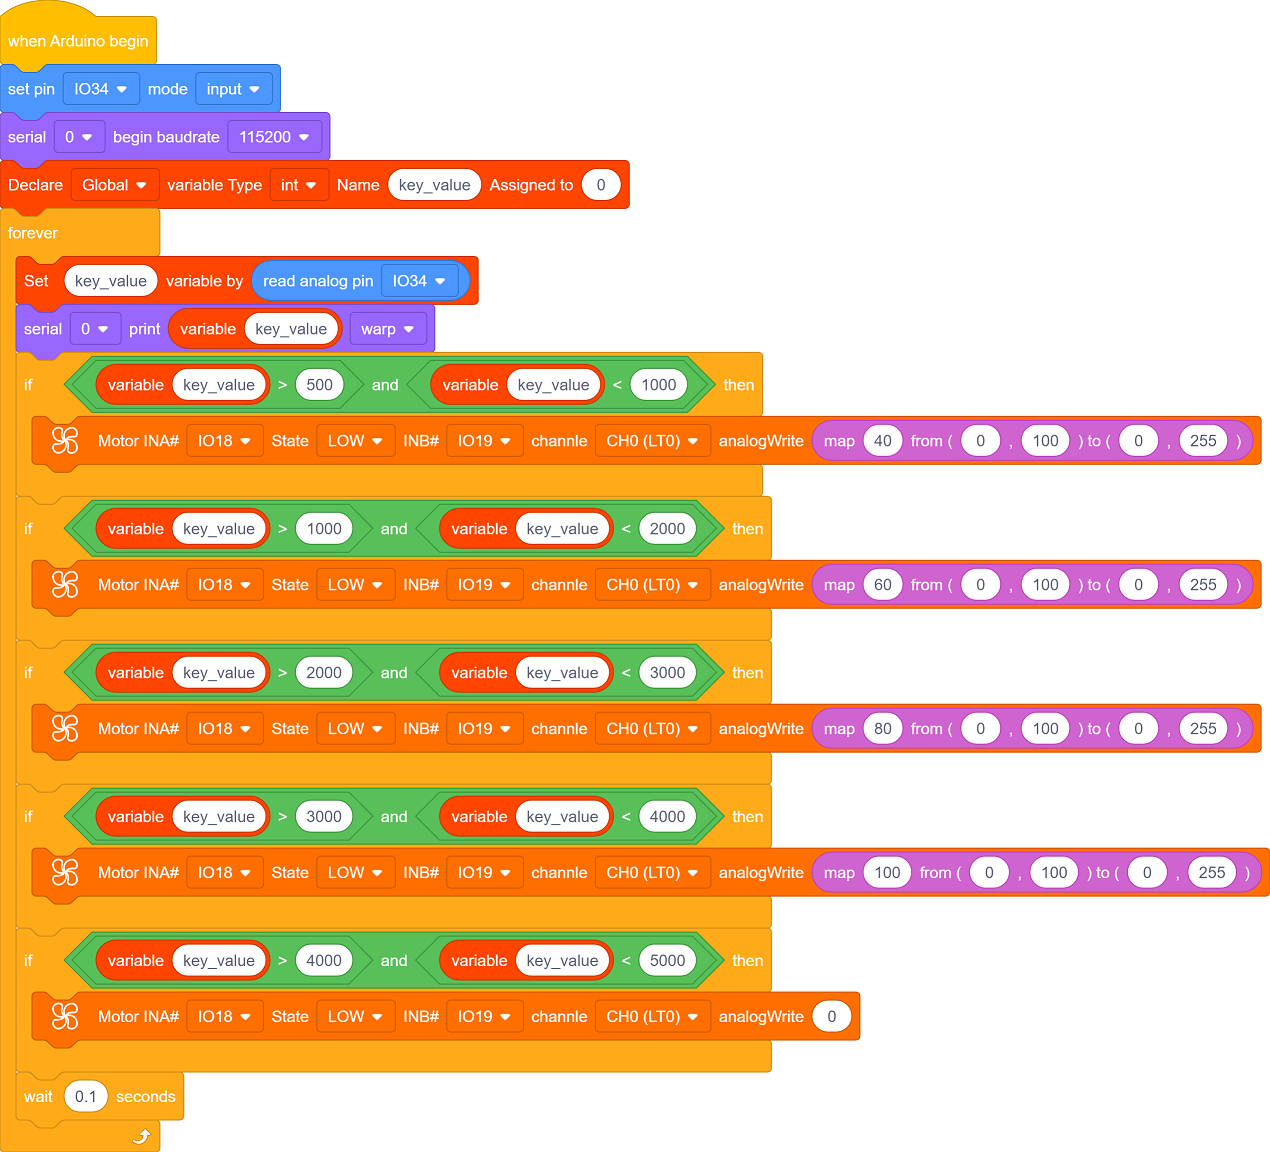 when Arduino begin
set pin IO34 mode input
serial 0 begin baudrate 115200
Declare Global variable Type int Name key_value Assigned to 0
forever
Set key_value variable by read analog pin IO34
serial 0 print variable key_value warp
if variable key_value > 500 and variable key_value < 1000 then
Motor INA# IO18 State LOW INB# IO19 channle CH0 (LT0) analogWrite map 40 from ( 0 , 100 ) to ( 0 , 255 )
if variable key_value > 1000 and variable key_value < 2000 then
Motor INA# IO18 State LOW INB# IO19 channle CH0 (LT0) analogWrite map 60 from ( 0 , 100 ) to ( 0 , 255 )
if variable key_value > 2000 and variable key_value < 3000 then
Motor INA# IO18 State LOW INB# IO19 channle CH0 (LT0) analogWrite map 80 from ( 0 , 100 ) to ( 0 , 255 )
if variable key_value > 3000 and variable key_value < 4000 then
Motor INA# IO18 State LOW INB# IO19 channle CH0 (LT0) analogWrite map 100 from ( 0 , 100 ) to ( 0 , 255 )
if variable key_value > 4000 and variable key_value < 5000 then
Motor INA# IO18 State LOW INB# IO19 channle CH0 (LT0) analogWrite 0
wait 0.1 seconds